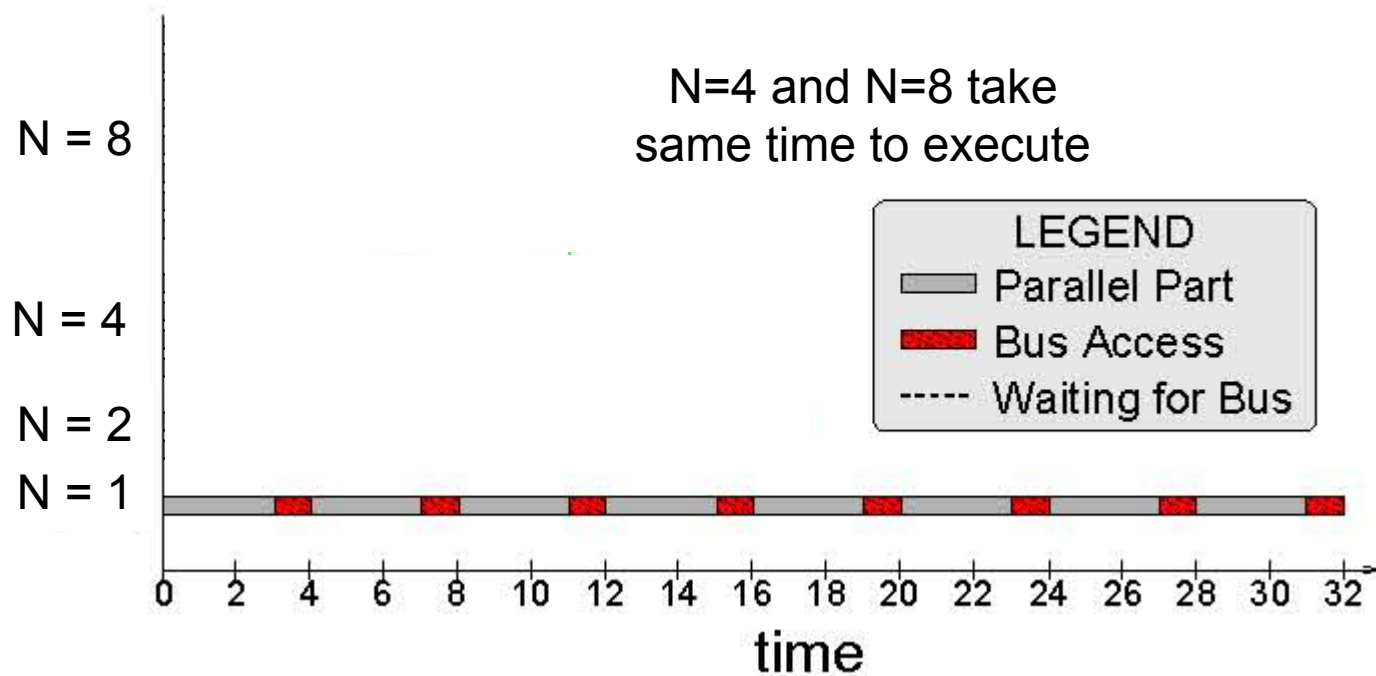 N=4 and N=8 take
same time to execute
N = 8
LEGEND
Parallel Part
Bus Access
Waiting for Bus
N = 4
N = 2
N = 1
0 2 4 6 8 10 12 14 16 18 20 22 24 26 28 30 32
time